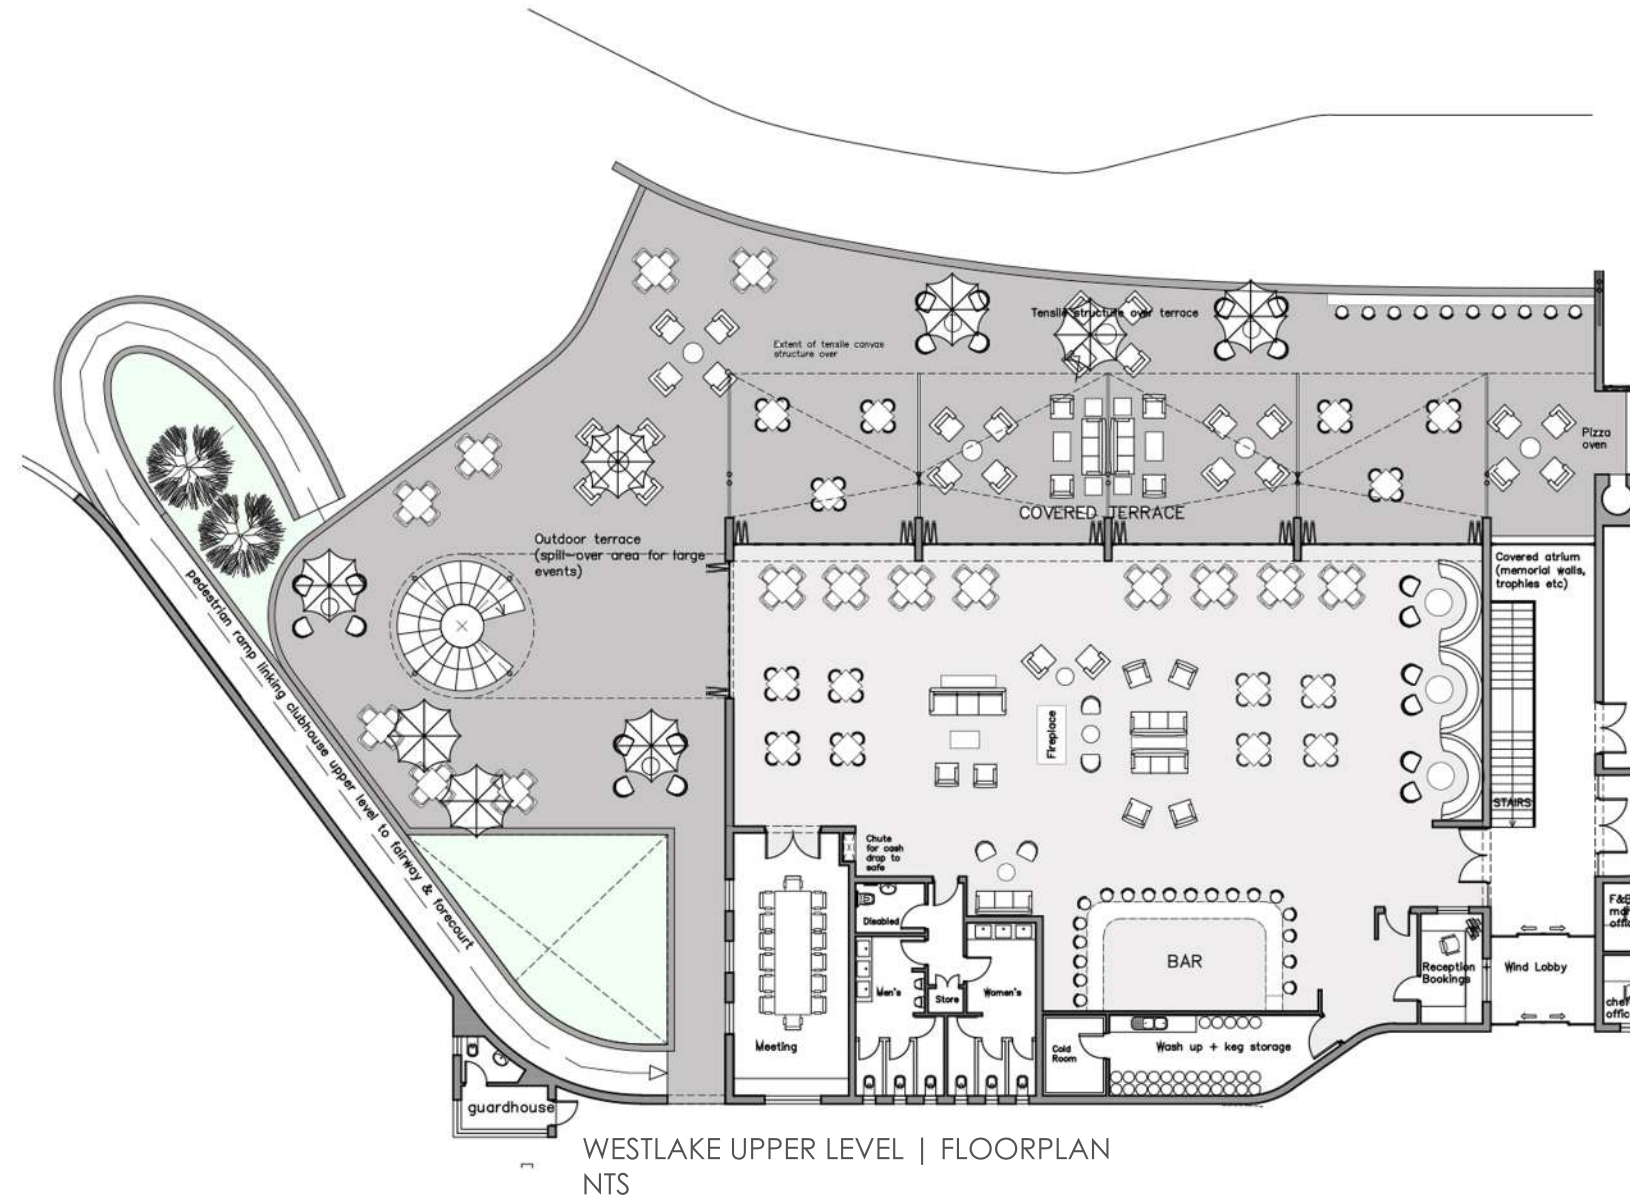 Tensile structure over terrace
Extent of tensile canvas
structure over
Pizza
oven
COVERED TERRACE
Outdoor terrace
(spill-over area for large
events)
Covered atrium
(memorial walls,
trophies etc)
pedestrian ramp linking clubhouse upper level to fairway & forecourt
Fireplace
STAIRS
Chute
for cash
drop to
safe
Disabled
Men's
Store
Women's
BAR
Reception +
Bookings
Wind Lobby
F&B
office
chef
offic
Meeting
Cold
Room
Wash up + keg storage
guardhouse
WESTLAKE UPPER LEVEL | FLOORPLAN
NTS